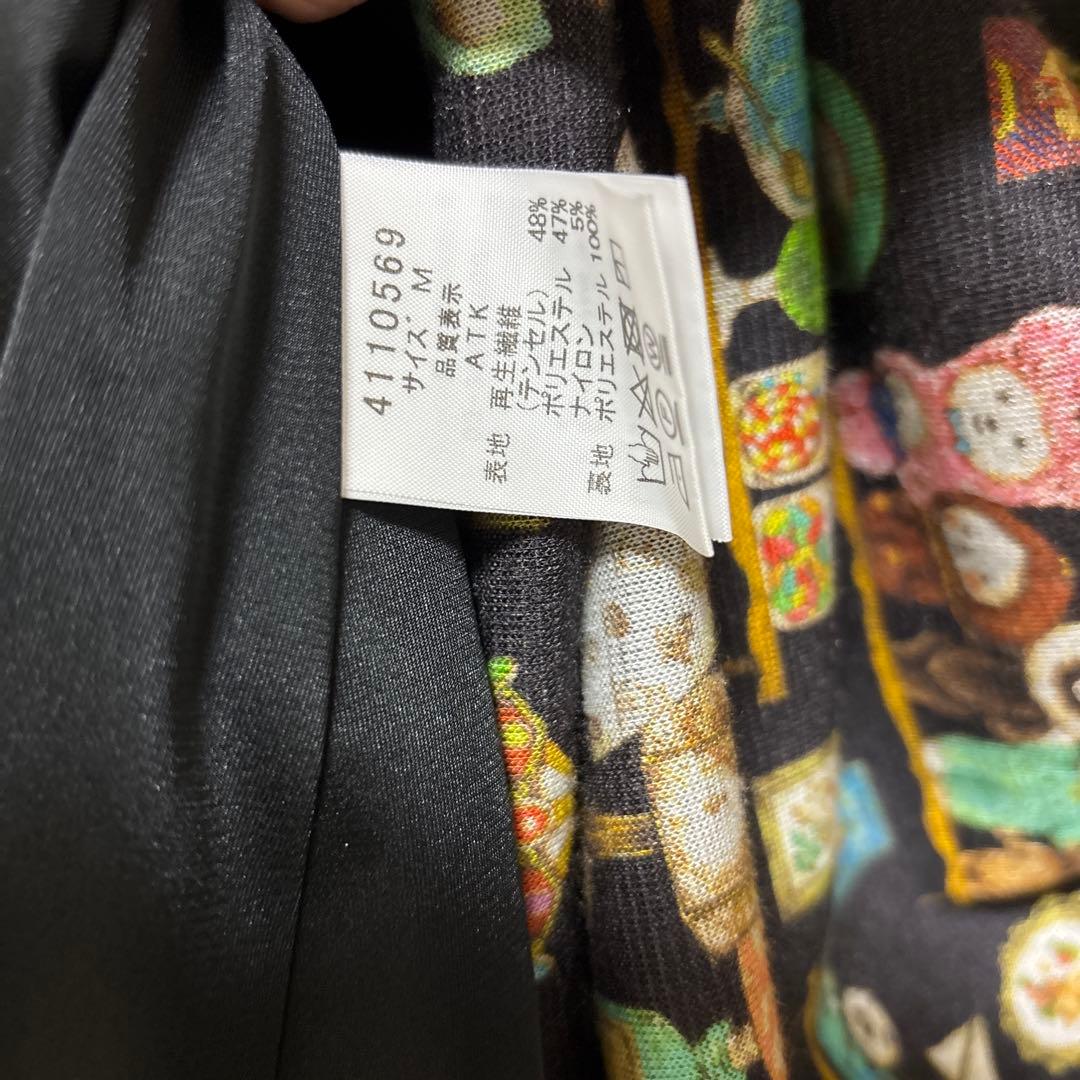 4110569
サイズ M
品質表示
ATK
表地 再生繊維 48%
(テンセル)
ポリエステル 47%
ナイロン 5%
裏地 ポリエステル 100%